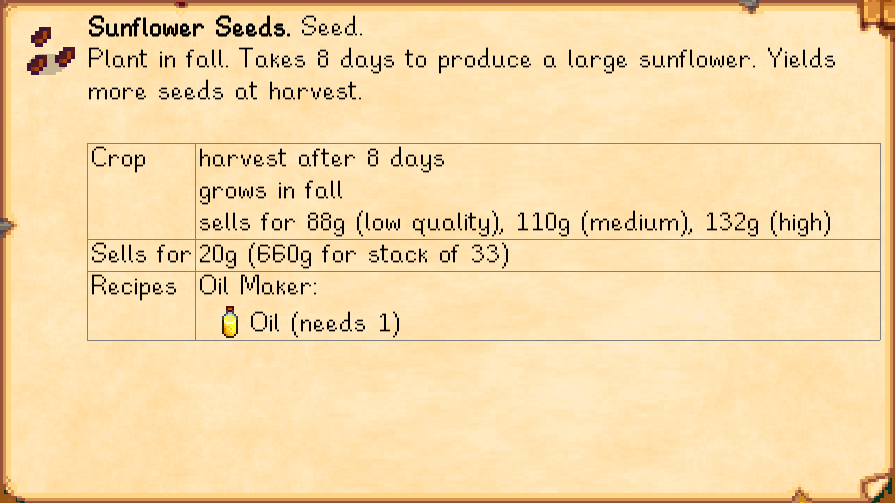 Sunflower Seeds. Seed.
Plant in fall. Takes 8 days to produce a large sunflower. Yields
more seeds at harvest.
Crop harvest after 8 days
grows in fall
sells for 88g (low quality), 110g (medium), 132g (high)
Sells for 20g (660g for stack of 33)
Recipes Oil Maker:
Oil (needs 1)